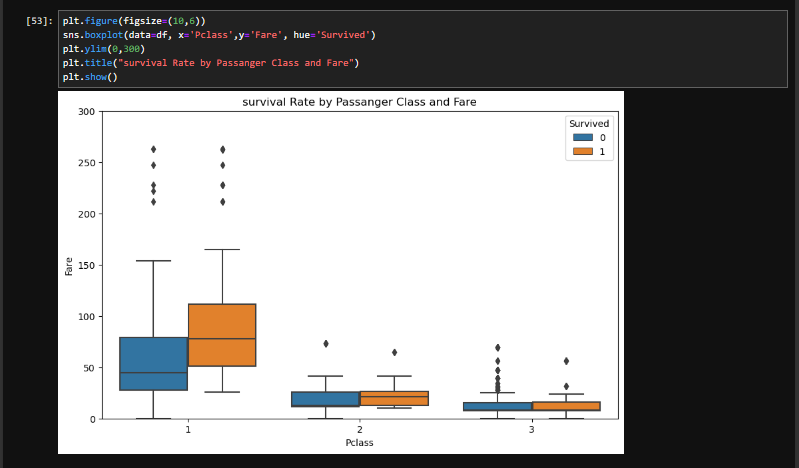 [53]: plt.figure(figsize=(10,6))
sns.boxplot(data=df, x='Pclass',y='Fare', hue='Survived')
plt.ylim(0,300)
plt.title("survival Rate by Passanger Class and Fare")
plt.show()
survival Rate by Passanger Class and Fare
Survived
0
1
300
250
200
150
100
50
0
Fare
1 2 3
Pclass